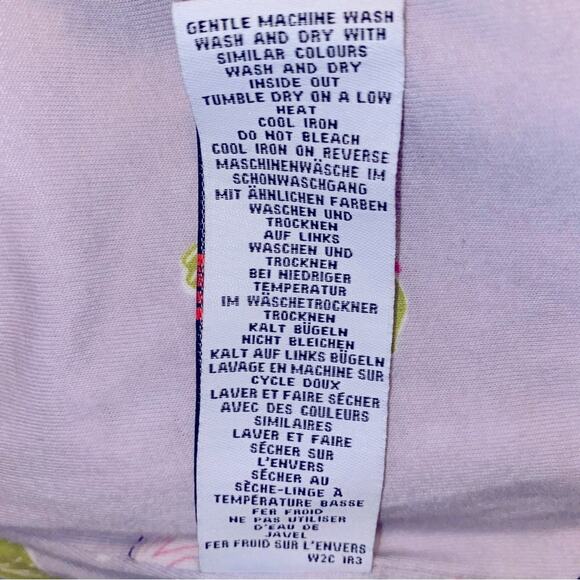 GENTLE MACHINE WASH
WASH AND DRY WITH
SIMILAR COLOURS
WASH AND DRY
INSIDE OUT
TUMBLE DRY ON A LOW
HEAT
COOL IRON
DO NOT BLEACH
COOL IRON ON REVERSE
MASCHINENWÄSCHE IM
SCHONWASCHGANG
MIT ÄHNLICHEN FARBEN
WASCHEN UND
TROCKNEN
AUF LINKS
WASCHEN UND
TROCKNEN
BEI NIEDRIGER
TEMPERATUR
IM WÄSCHETROCKNER
TROCKNEN
KALT BÜGELN
NICHT BLEICHEN
KALT AUF LINKS BÜGELN
LAVAGE EN MACHINE SUR
CYCLE DOUX
LAVER ET FAIRE SÉCHER
AVEC DES COULEURS
SIMILAIRES
LAVER ET FAIRE
SÉCHER SUR
L'ENVERS
SÉCHER AU
SÈCHE-LINGE À
TEMPÉRATURE BASSE
FER FROID
NE PAS UTILISER
D'EAU DE
JAVEL
FER FROID SUR L'ENVERS
W2C 1R3